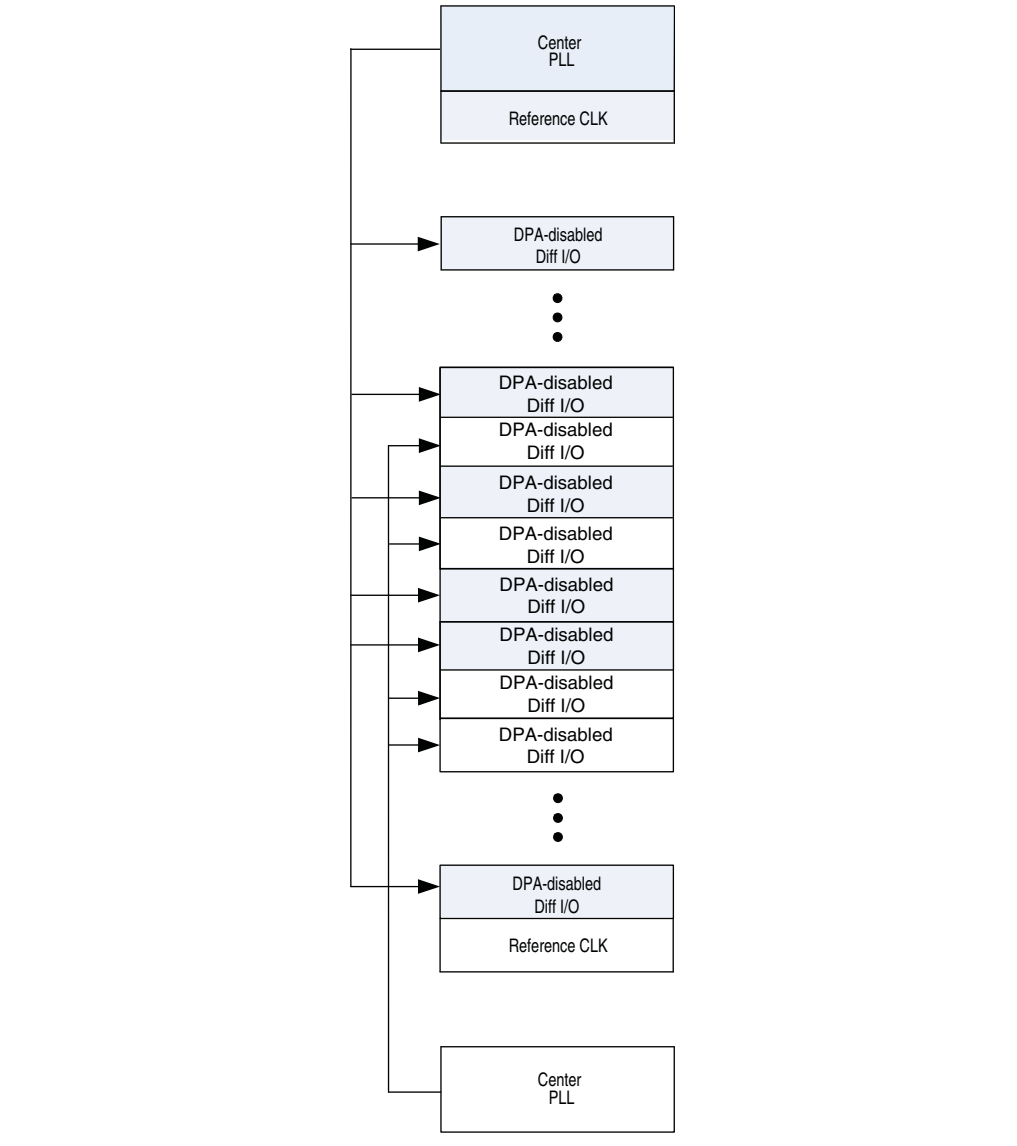 Center
PLL
Reference CLK
DPA-disabled
Diff I/O
DPA-disabled
Diff I/O
DPA-disabled
Diff I/O
DPA-disabled
Diff I/O
DPA-disabled
Diff I/O
DPA-disabled
Diff I/O
DPA-disabled
Diff I/O
DPA-disabled
Diff I/O
DPA-disabled
Diff I/O
DPA-disabled
Diff I/O
Reference CLK
Center
PLL